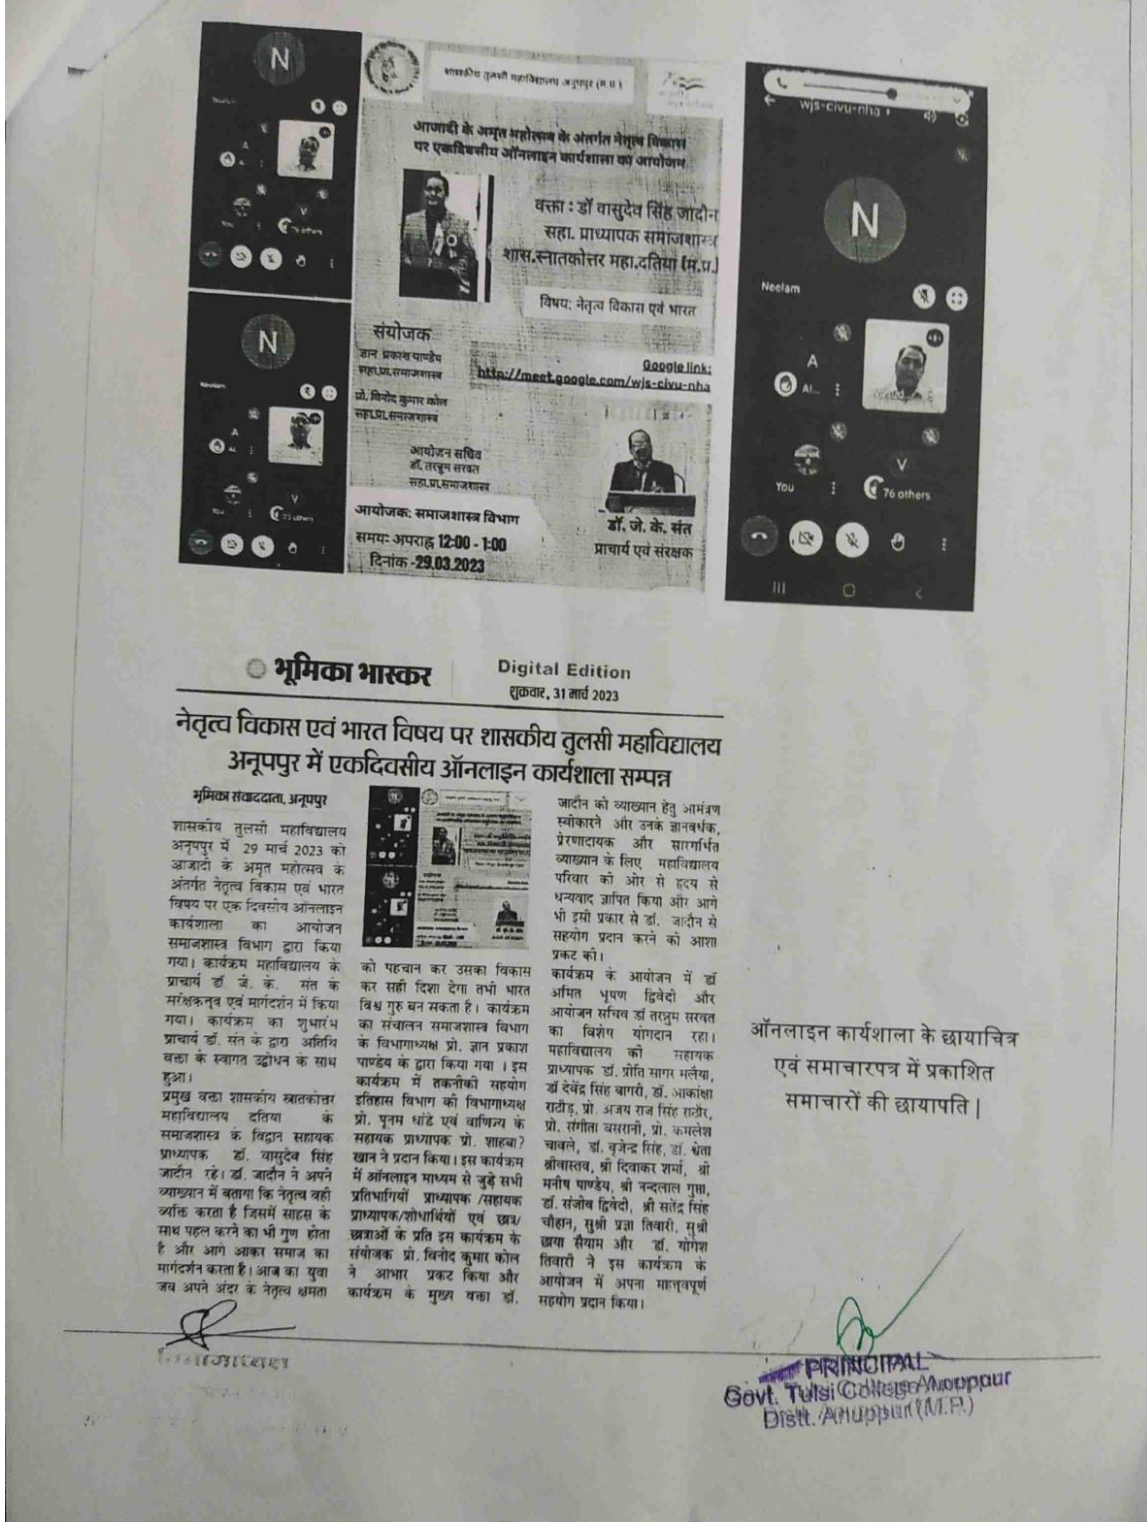 N
शासकीय तुलसी महाविद्यालय अनूपपुर (म.प्र.)
आजादी के अमृत महोत्सव के अंतर्गत नेतृत्व विकास
पर एकदिवसीय ऑनलाइन कार्यशाला का आयोजन
वक्ता : डॉ वासुदेव सिंह जादौन
सहा. प्राध्यापक समाजशास्त्र
शास.स्नातकोत्तर महा.दतिया (म.प्र.)
विषय: नेतृत्व विकास एवं भारत
संयोजक
ज्ञान प्रकाश पाण्डेय
सहा.प्रा.समाजशास्त्र
Google link:
http://meet.google.com/wjs-civu-nha
प्रो. विनोद कुमार कोल
सहा.प्रा.समाजशास्त्र
आयोजन सचिव
डॉ. तरन्नुम सरवत
सहा.प्रा.समाजशास्त्र
आयोजक: समाजशास्त्र विभाग
समय: अपराह्न 12:00 - 1:00
दिनांक -29.03.2023
डॉ. जे. के. संत
प्राचार्य एवं संरक्षक
N
Neelam
A
AL
V
You
wjs-civu-nha
N
Neelam
A
Al...
V
You
76 others
भूमिका भास्कर
Digital Edition
शुक्रवार, 31 मार्च 2023
नेतृत्व विकास एवं भारत विषय पर शासकीय तुलसी महाविद्यालय
अनूपपुर में एकदिवसीय ऑनलाइन कार्यशाला सम्पन्न
भूमिका संवाददाता, अनूपपुर
शासकीय तुलसी महाविद्यालय
अनूपपुर में 29 मार्च 2023 को
आजादी के अमृत महोत्सव के
अंतर्गत नेतृत्व विकास एवं भारत
विषय पर एक दिवसीय ऑनलाइन
कार्यशाला का आयोजन
समाजशास्त्र विभाग द्वारा किया
गया। कार्यक्रम महाविद्यालय के
प्राचार्य डॉ. जे. के. संत के
संरक्षकत्व एवं मार्गदर्शन में किया
गया। कार्यक्रम का शुभारंभ
प्राचार्य डॉ. संत के द्वारा अतिथि
वक्ता के स्वागत उद्बोधन के साथ
हुआ।
प्रमुख वक्ता शासकीय स्नातकोत्तर
महाविद्यालय दतिया के
समाजशास्त्र के विद्वान सहायक
प्राध्यापक डॉ. वासुदेव सिंह
जादौन रहे। डॉ. जादौन ने अपने
व्याख्यान में बताया कि नेतृत्व वही
व्यक्ति करता है जिसमें साहस के
साथ पहल करने का भी गुण होता
है और आगे आकर समाज का
मार्गदर्शन करता है। आज का युवा
जब अपने अंदर के नेतृत्व क्षमता
को पहचान कर उसका विकास
कर सही दिशा देगा तभी भारत
विश्व गुरु बन सकता है। कार्यक्रम
का संचालन समाजशास्त्र विभाग
के विभागाध्यक्ष प्रो. ज्ञान प्रकाश
पाण्डेय के द्वारा किया गया । इस
कार्यक्रम में तकनीकी सहयोग
इतिहास विभाग की विभागाध्यक्ष
प्रो. पूनम धांडे एवं वाणिज्य के
सहायक प्राध्यापक प्रो. शाहबा?
खान ने प्रदान किया। इस कार्यक्रम
में ऑनलाइन माध्यम से जुड़े सभी
प्रतिभागियों प्राध्यापक /सहायक
प्राध्यापक/शोधार्थियों एवं छात्र/
छात्राओं के प्रति इस कार्यक्रम के
संयोजक प्रो. विनोद कुमार कोल
ने आभार प्रकट किया और
कार्यक्रम के मुख्य वक्ता डॉ.
जादौन को व्याख्यान हेतु आमंत्रण
स्वीकारने और उनके ज्ञानवर्धक,
प्रेरणादायक और सारगर्भित
व्याख्यान के लिए महाविद्यालय
परिवार की ओर से हृदय से
धन्यवाद ज्ञापित किया और आगे
भी इसी प्रकार से डॉ. जादौन से
सहयोग प्रदान करने की आशा
प्रकट की।
कार्यक्रम के आयोजन में डॉ
अमित भूषण द्विवेदी और
आयोजन सचिव डॉ तरन्नुम सरवत
का विशेष योगदान रहा।
महाविद्यालय की सहायक
प्राध्यापक डॉ. प्रीति सागर मलैया,
डॉ देवेंद्र सिंह बागरी, डॉ. आकांक्षा
राठौड़, प्रो. अजय राज सिंह राठौर,
प्रो. संगीता बसरानी, प्रो. कमलेश
चावले, डॉ. बृजेन्द्र सिंह, डॉ. श्वेता
श्रीवास्तव, श्री दिवाकर शर्मा, श्री
मनीष पाण्डेय, श्री नन्दलाल गुप्ता,
डॉ. संजीव द्विवेदी, श्री सतेंद्र सिंह
चौहान, सुश्री प्रज्ञा तिवारी, सुश्री
छाया सैयाम और डॉ. योगेश
तिवारी ने इस कार्यक्रम के
आयोजन में अपना महत्त्वपूर्ण
सहयोग प्रदान किया।
ऑनलाइन कार्यशाला के छायाचित्र
एवं समाचारपत्र में प्रकाशित
समाचारों की छायापति |
PRINCIPAL
Govt. Tulsi College Anuppur
Distt. Anuppur (M.P.)